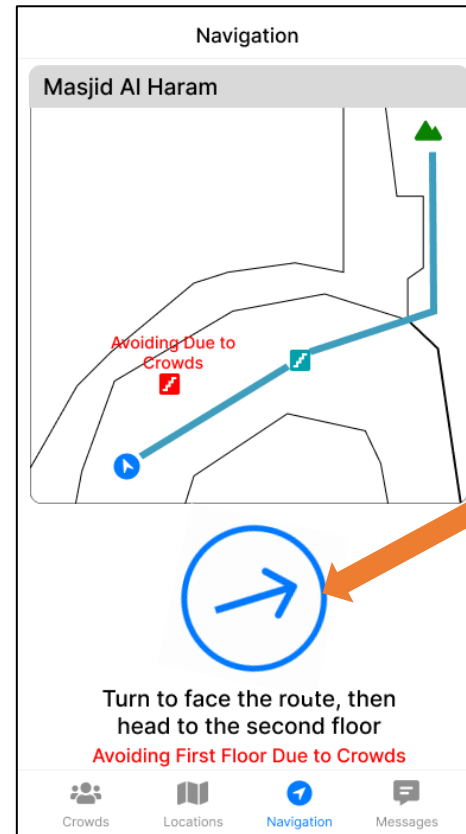 Navigation
Masjid Al Haram
Avoiding Due to
Crowds
Turn to face the route, then
head to the second floor
Avoiding First Floor Due to Crowds
Crowds
Locations
Navigation
Messages